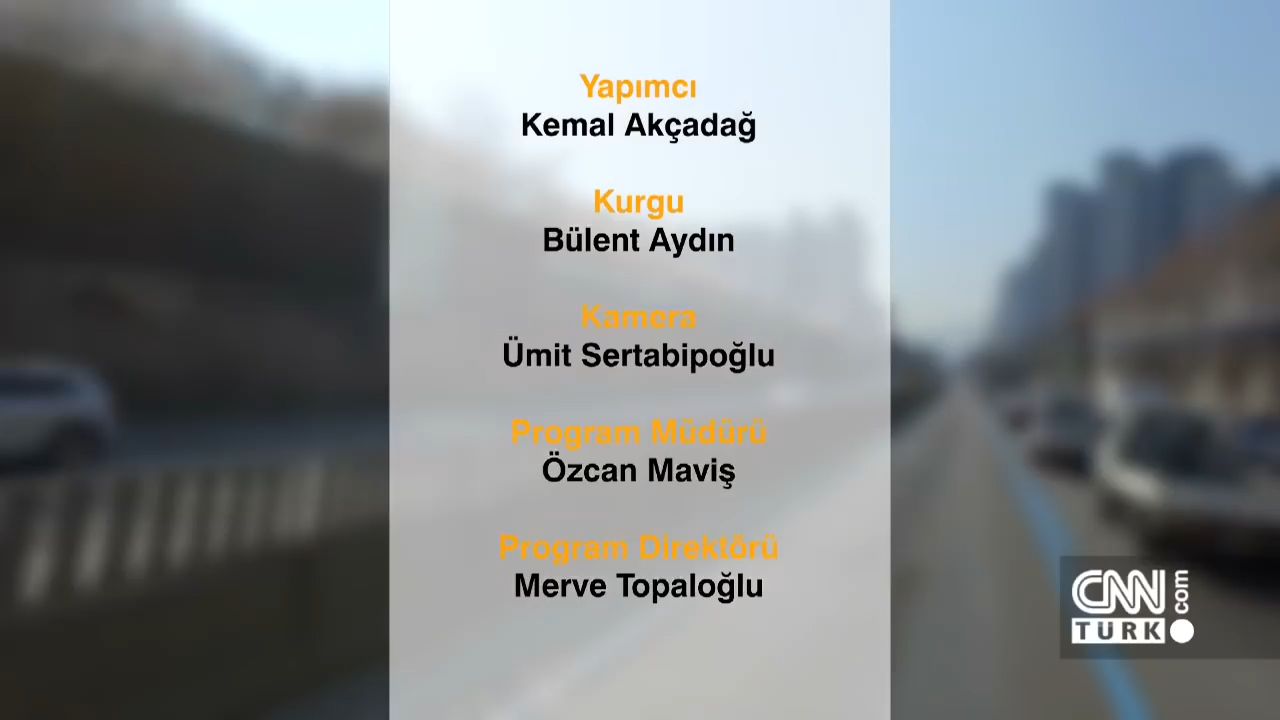 Yapımcı
Kemal Akçadağ
Kurgu
Bülent Aydın
Kamera
Ümit Sertabipoğlu
Program Müdürü
Özcan Maviş
Program Direktörü
Merve Topaloğlu
CNN
TÜRK
.com